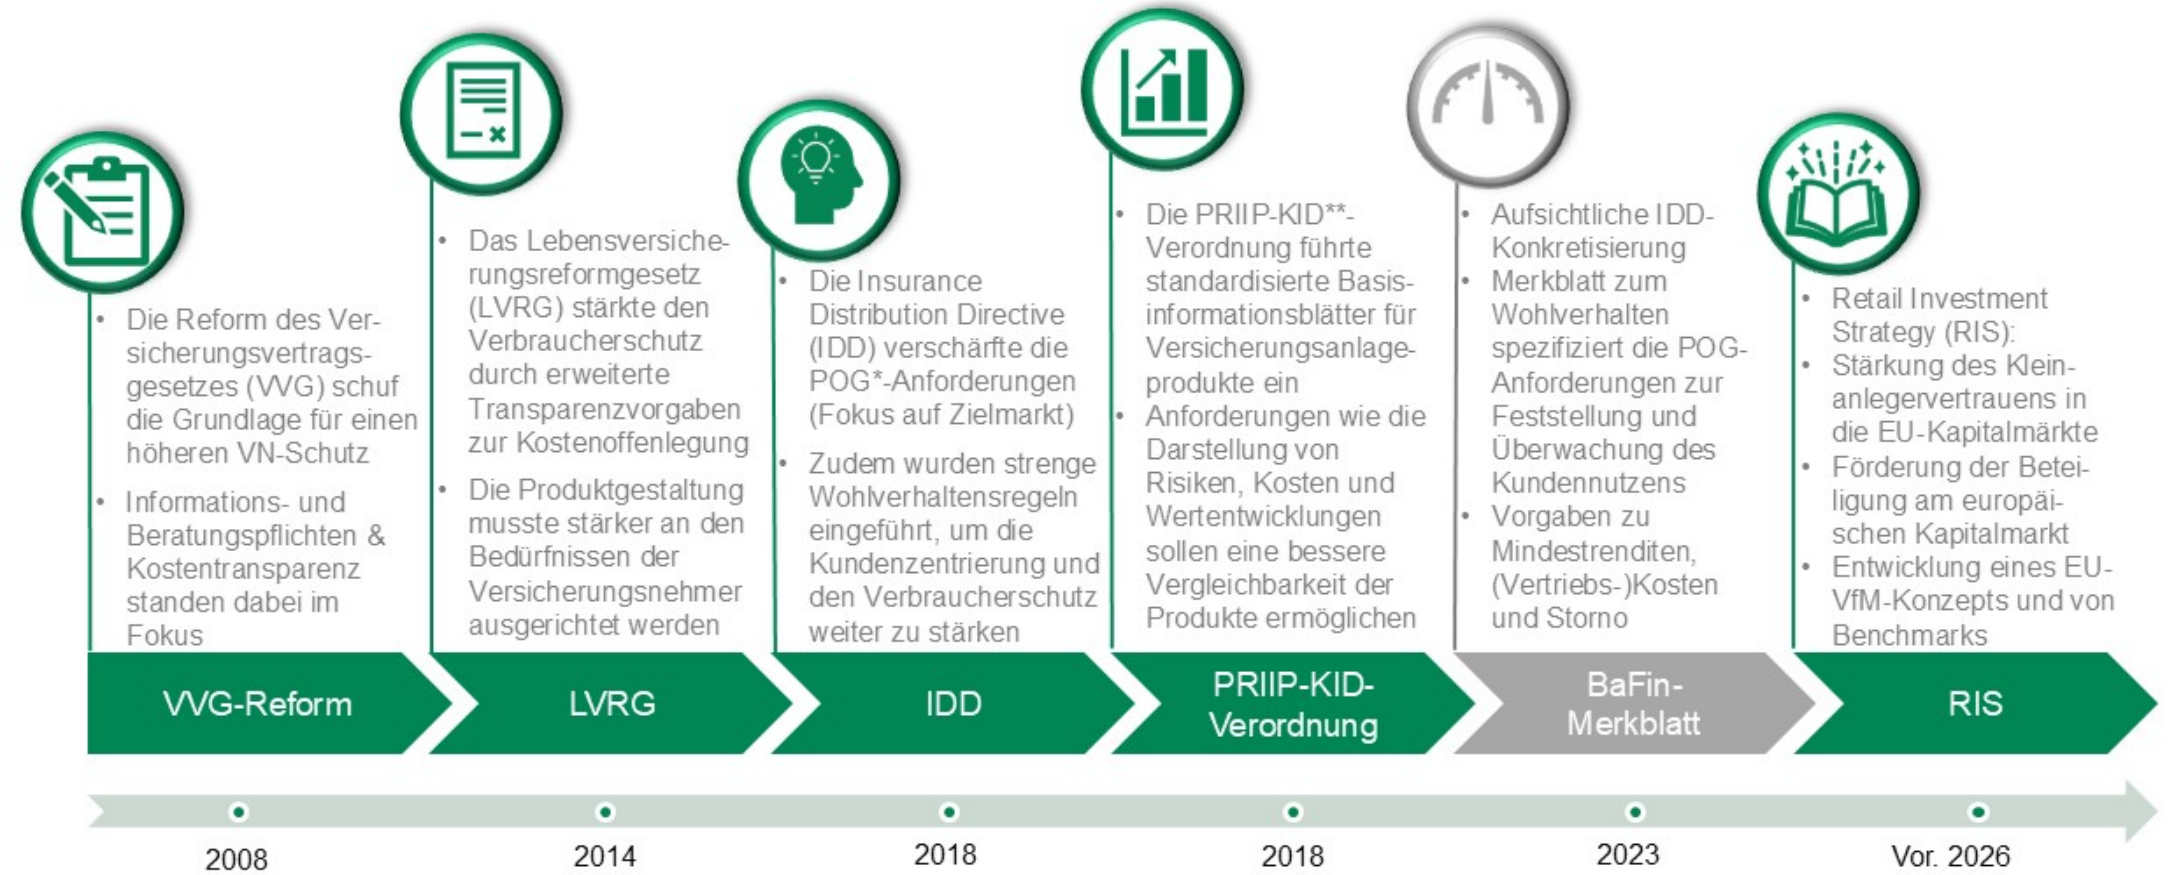 • Die Reform des Ver-
sicherungsvertrags-
gesetzes (VVG) schuf
die Grundlage für einen
höheren VN-Schutz
• Informations- und
Beratungspflichten &
Kostentransparenz
standen dabei im
Fokus
• Das Lebensversiche-
rungsreformgesetz
(LVRG) stärkte den
Verbraucherschutz
durch erweiterte
Transparenzvorgaben
zur Kostenoffenlegung
• Die Produktgestaltung
musste stärker an den
Bedürfnissen der
Versicherungsnehmer
ausgerichtet werden
• Die Insurance
Distribution Directive
(IDD) verschärfte die
POG*-Anforderungen
(Fokus auf Zielmarkt)
• Zudem wurden strenge
Wohlverhaltensregeln
eingeführt, um die
Kundenzentrierung und
den Verbraucherschutz
weiter zu stärken
• Die PRIIP-KID**-
Verordnung führte
standardisierte Basis-
informationsblätter für
Versicherungsanlage-
produkte ein
• Anforderungen wie die
Darstellung von
Risiken, Kosten und
Wertentwicklungen
sollen eine bessere
Vergleichbarkeit der
Produkte ermöglichen
• Aufsichtliche IDD-
Konkretisierung
• Merkblatt zum
Wohlverhalten
spezifiziert die POG-
Anforderungen zur
Feststellung und
Überwachung des
Kundennutzens
• Vorgaben zu
Mindestrenditen,
(Vertriebs-)Kosten
und Storno
• Retail Investment
Strategy (RIS):
• Stärkung des Klein-
anlegervertrauens in
die EU-Kapitalmärkte
• Förderung der Betei-
ligung am europäi-
schen Kapitalmarkt
• Entwicklung eines EU-
VfM-Konzepts und von
Benchmarks
VVG-Reform
LVRG
IDD
PRIIP-KID-
Verordnung
BaFin-
Merkblatt
RIS
2008
2014
2018
2018
2023
Vor. 2026